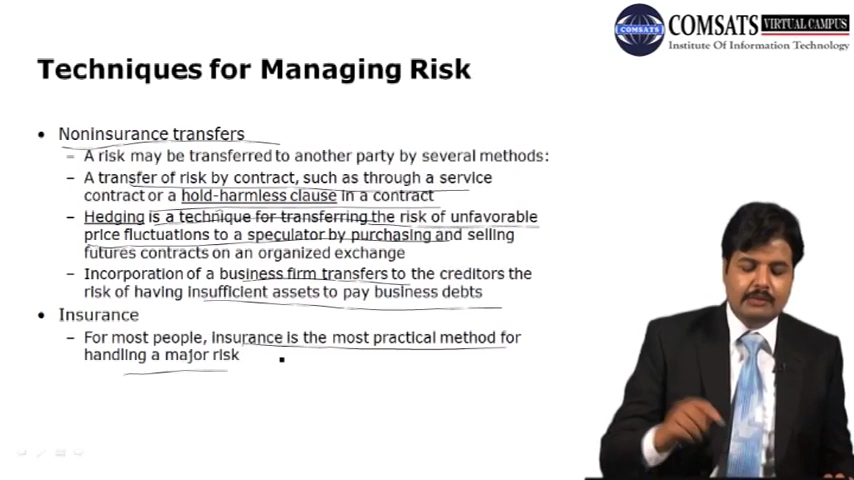 COMSATS VIRTUAL CAMPUS
COMSATS
Institute Of Information Technology
Techniques for Managing Risk
• Noninsurance transfers
– A risk may be transferred to another party by several methods:
– A transfer of risk by contract, such as through a service
contract or a hold-harmless clause in a contract
– Hedging is a technique for transferring the risk of unfavorable
price fluctuations to a speculator by purchasing and selling
futures contracts on an organized exchange
– Incorporation of a business firm transfers to the creditors the
risk of having insufficient assets to pay business debts
• Insurance
– For most people, insurance is the most practical method for
handling a major risk